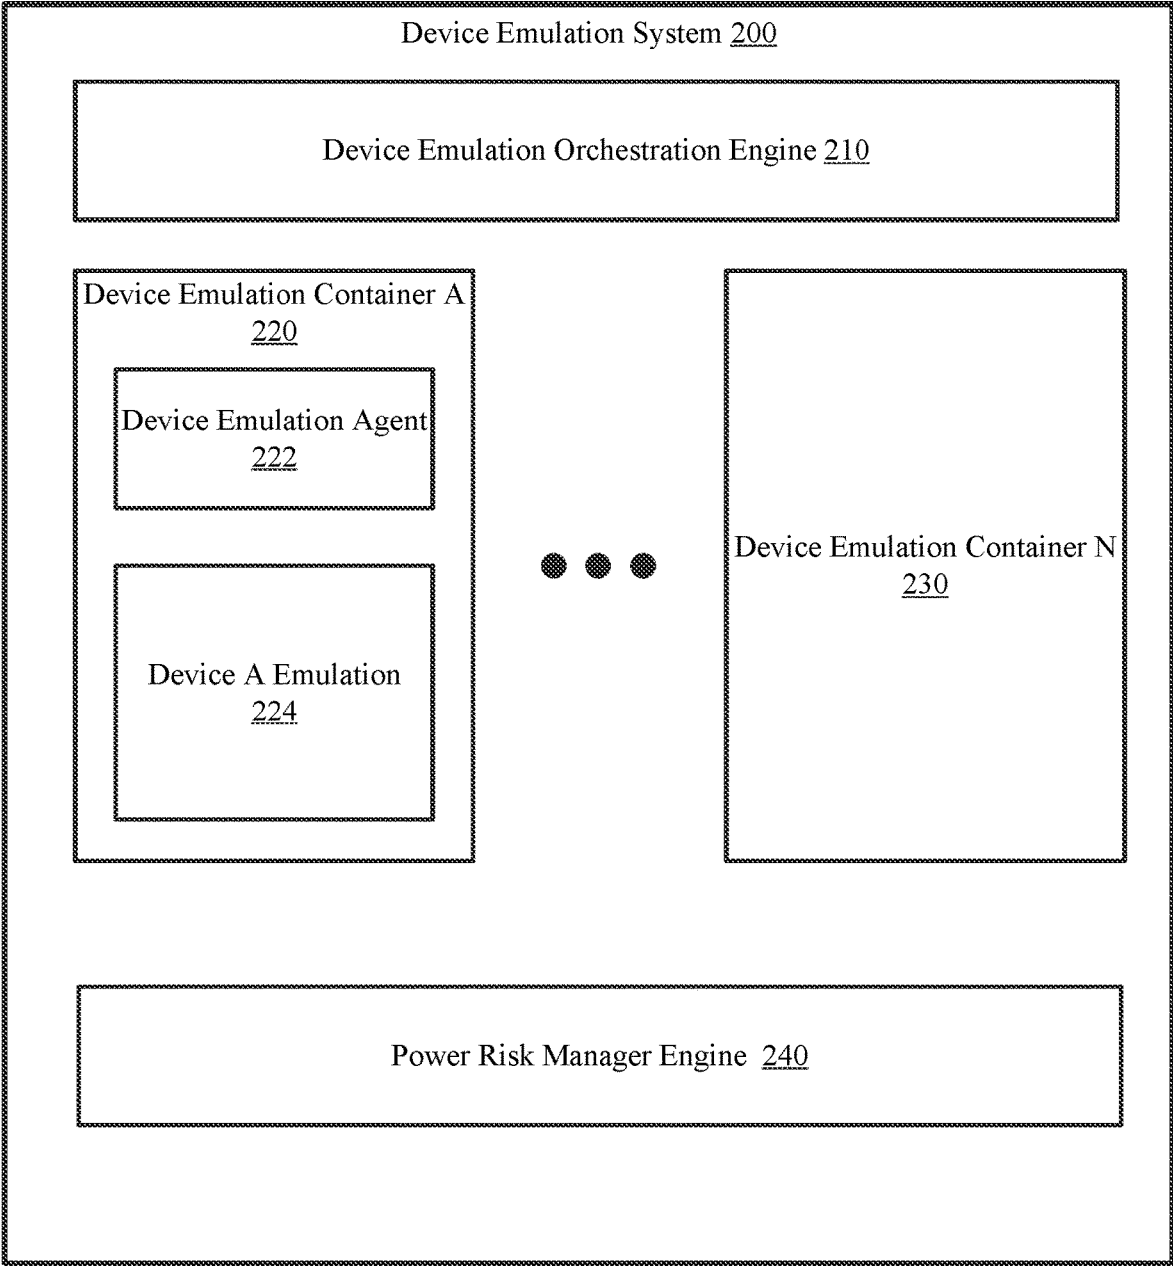 Device Emulation System 200
Device Emulation Orchestration Engine 210
Device Emulation Container A
220
Device Emulation Agent
222
Device A Emulation
224
Device Emulation Container N
230
Power Risk Manager Engine 240